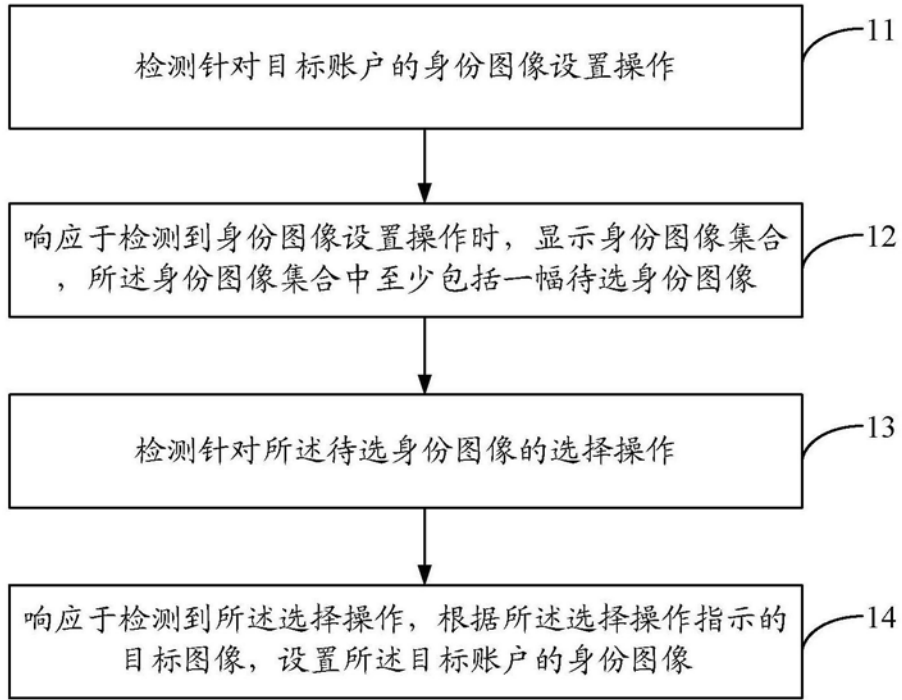 检测针对目标账户的身份图像设置操作
11
响应于检测到身份图像设置操作时，显示身份图像集合
，所述身份图像集合中至少包括一幅待选身份图像
12
检测针对所述待选身份图像的选择操作
13
响应于检测到所述选择操作，根据所述选择操作指示的
目标图像，设置所述目标账户的身份图像
14